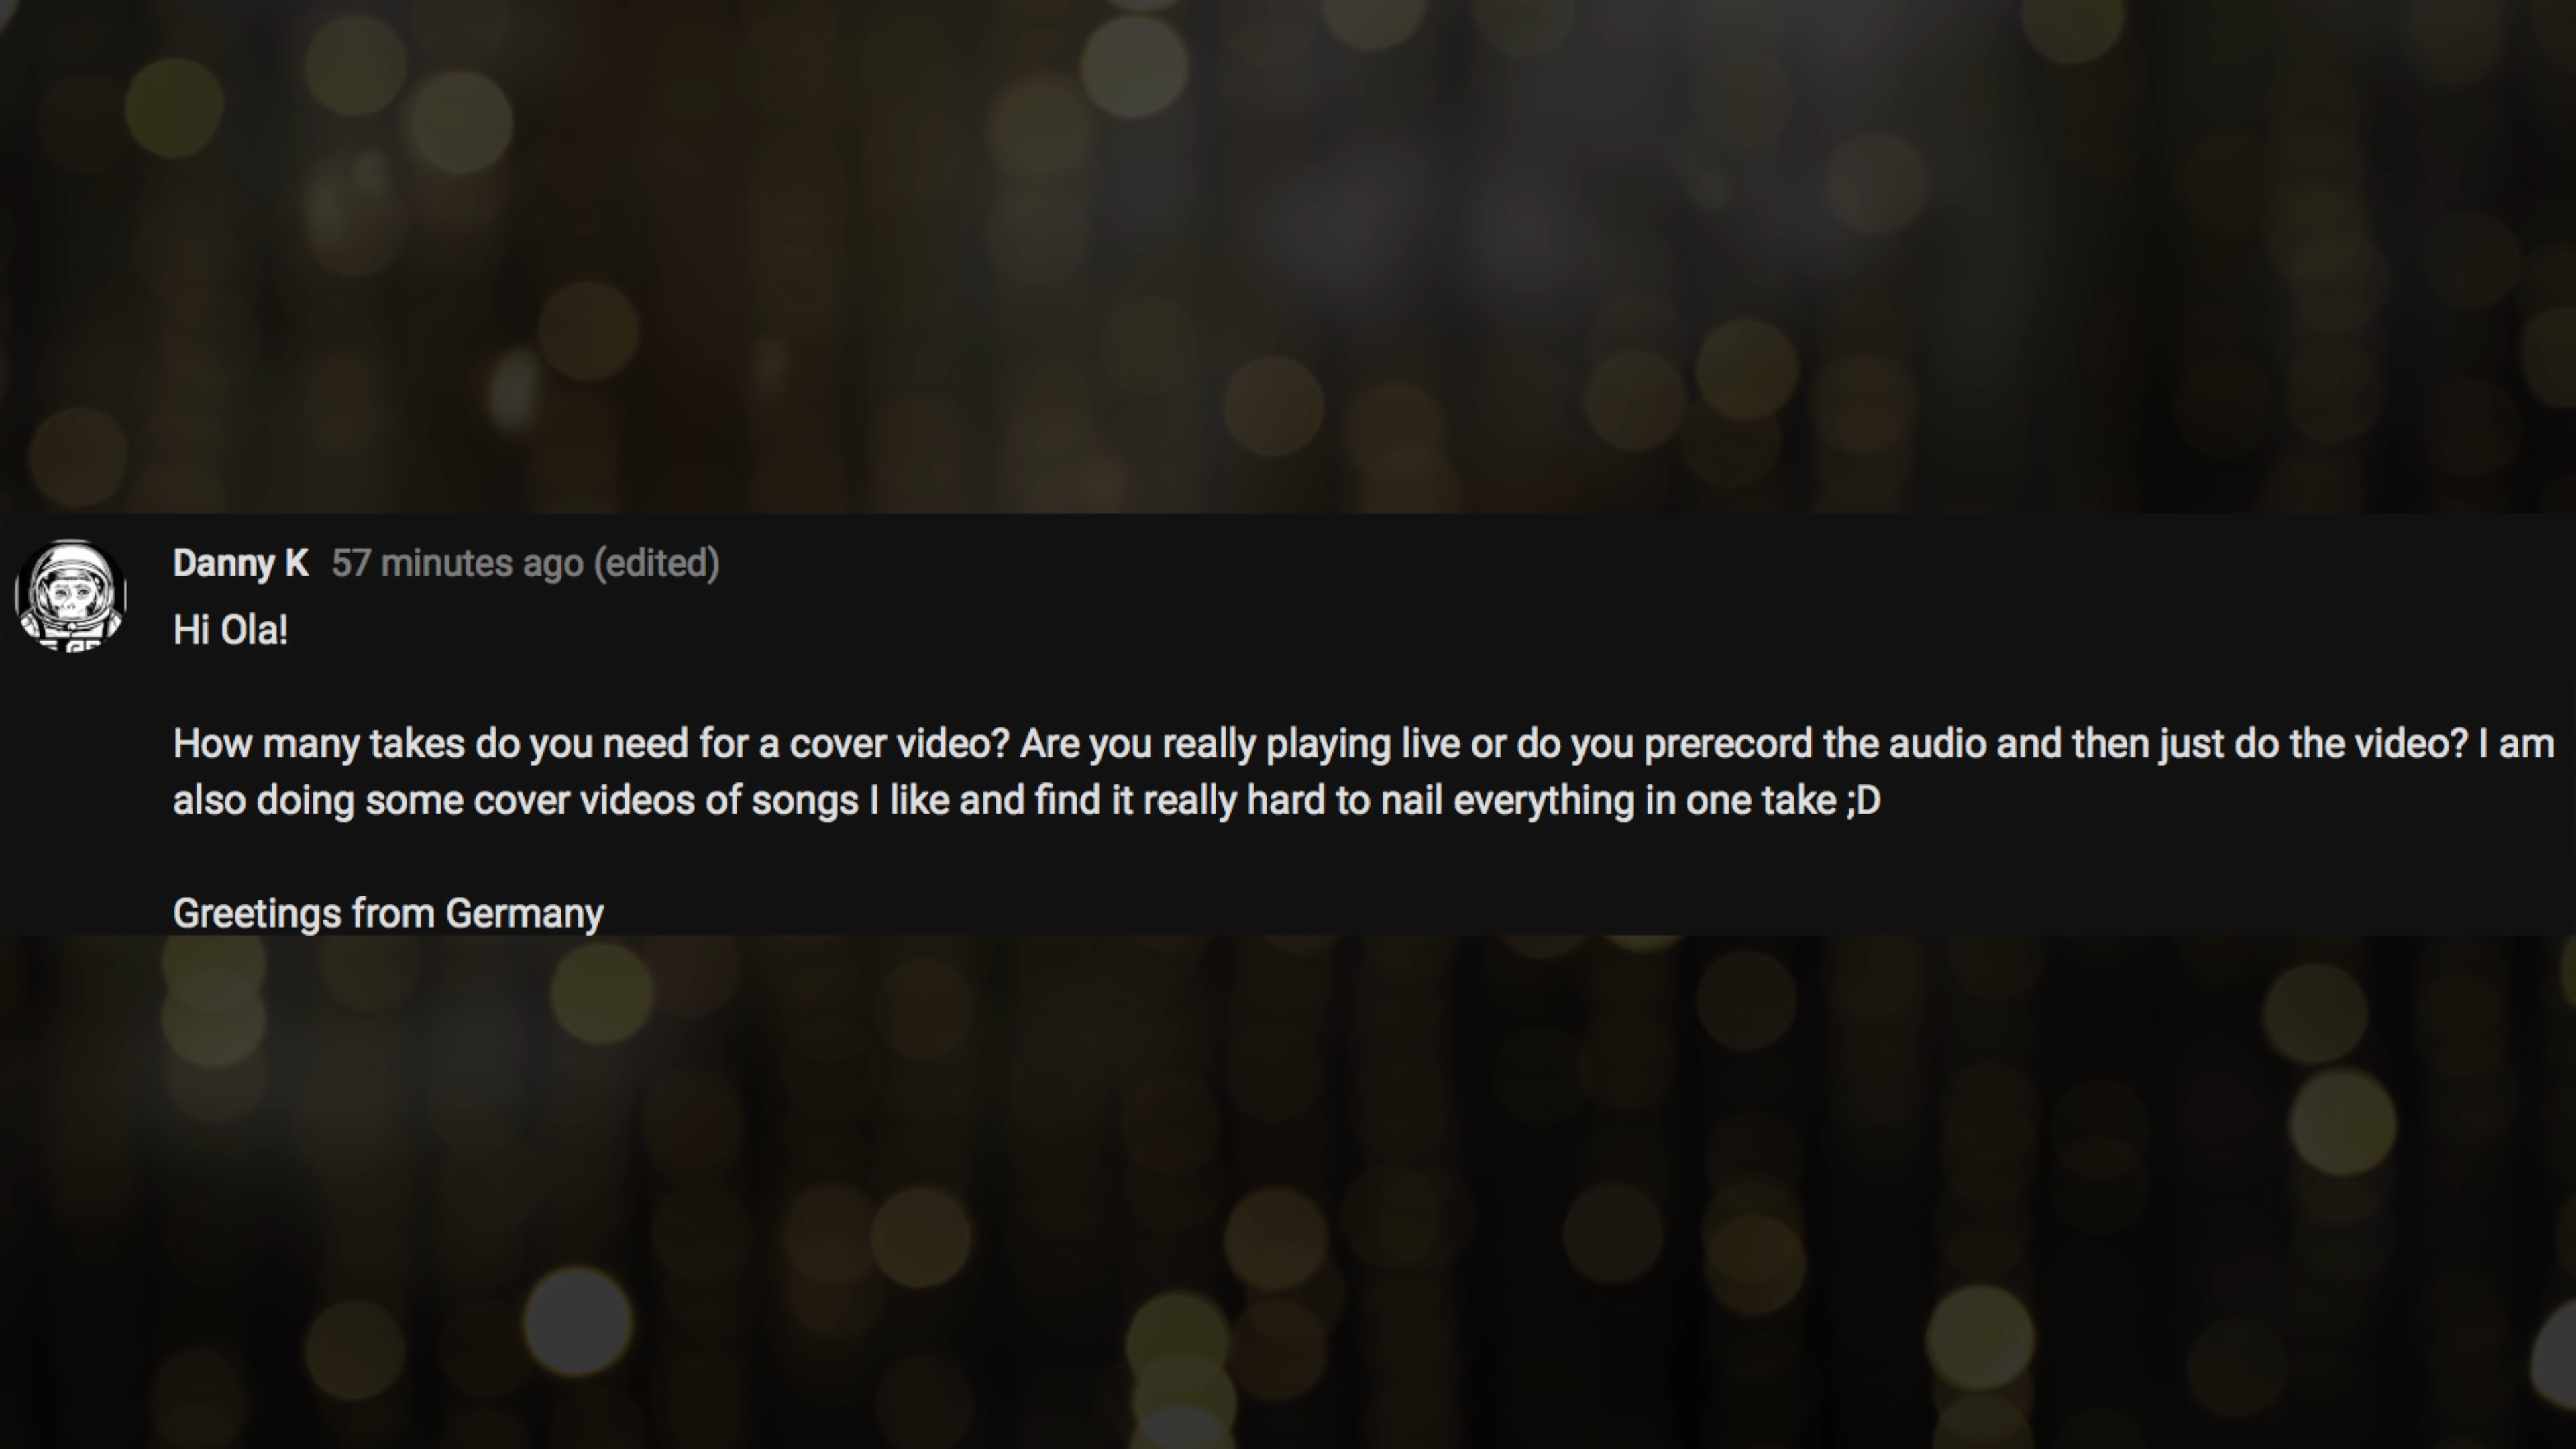 Danny K 57 minutes ago (edited)
Hi Ola!
How many takes do you need for a cover video? Are you really playing live or do you prerecord the audio and then just do the video? I am
also doing some cover videos of songs I like and find it really hard to nail everything in one take ;D
Greetings from Germany